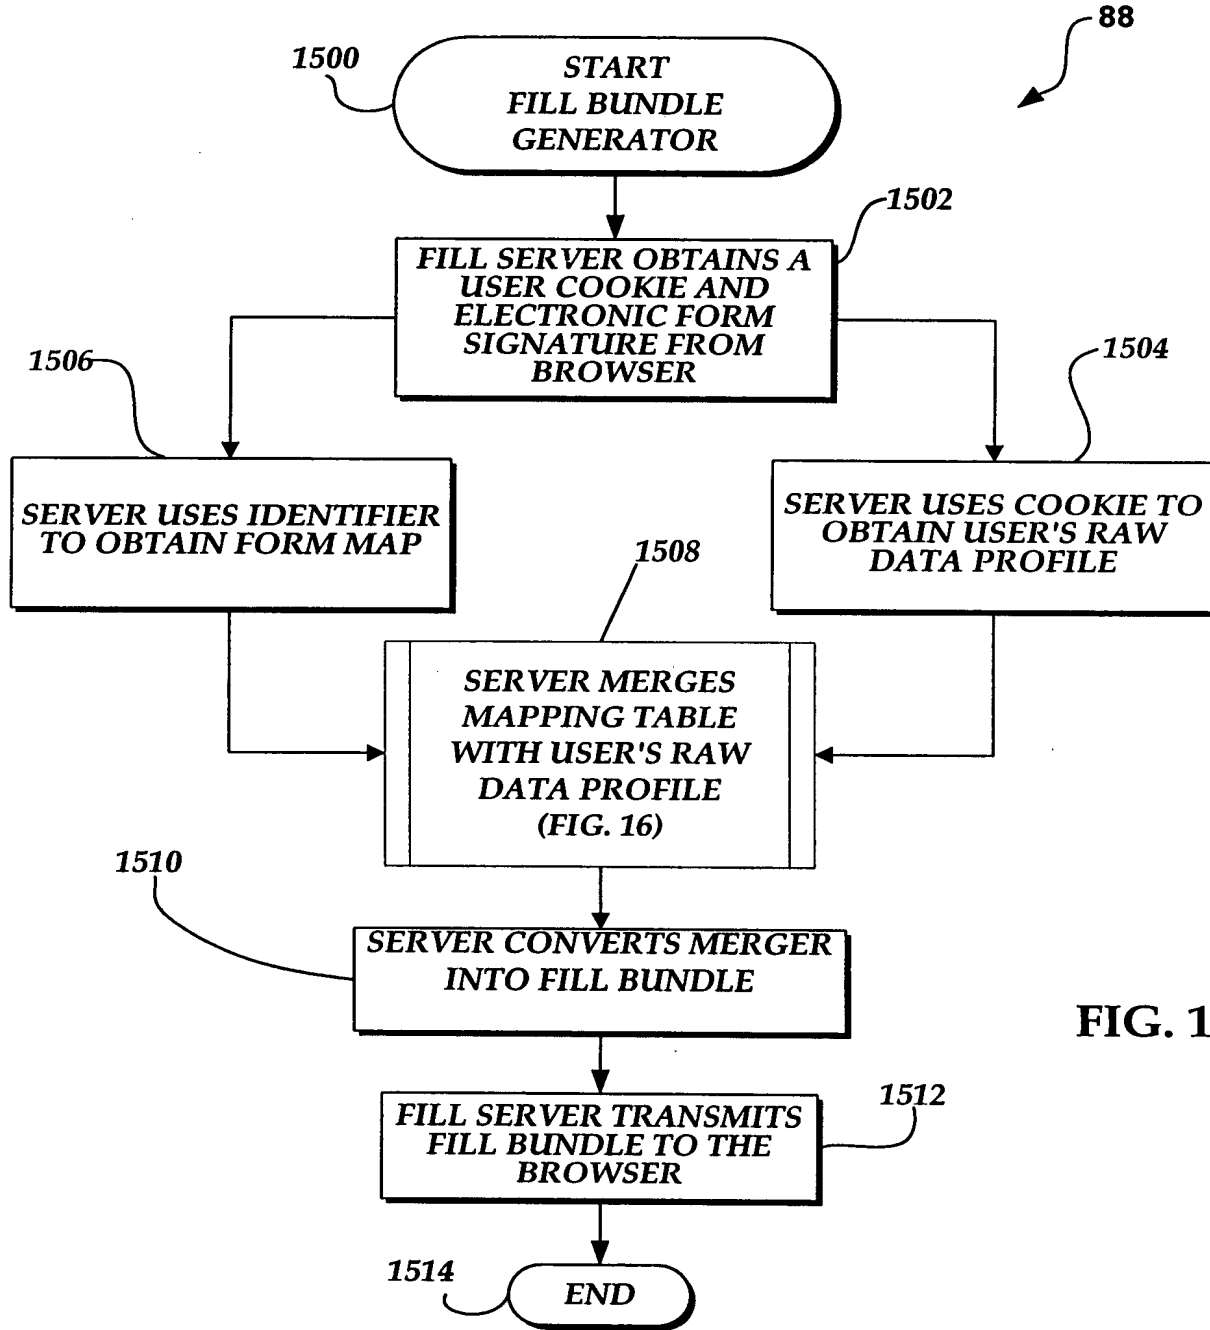 88
1500
START
FILL BUNDLE
GENERATOR
1502
FILL SERVER OBTAINS A
USER COOKIE AND
ELECTRONIC FORM
SIGNATURE FROM
BROWSER
1506
1504
SERVER USES IDENTIFIER
TO OBTAIN FORM MAP
SERVER USES COOKIE TO
OBTAIN USER'S RAW
DATA PROFILE
1508
SERVER MERGES
MAPPING TABLE
WITH USER'S RAW
DATA PROFILE
(FIG. 16)
1510
SERVER CONVERTS MERGER
INTO FILL BUNDLE
FIG. 1
1512
FILL SERVER TRANSMITS
FILL BUNDLE TO THE
BROWSER
1514
END